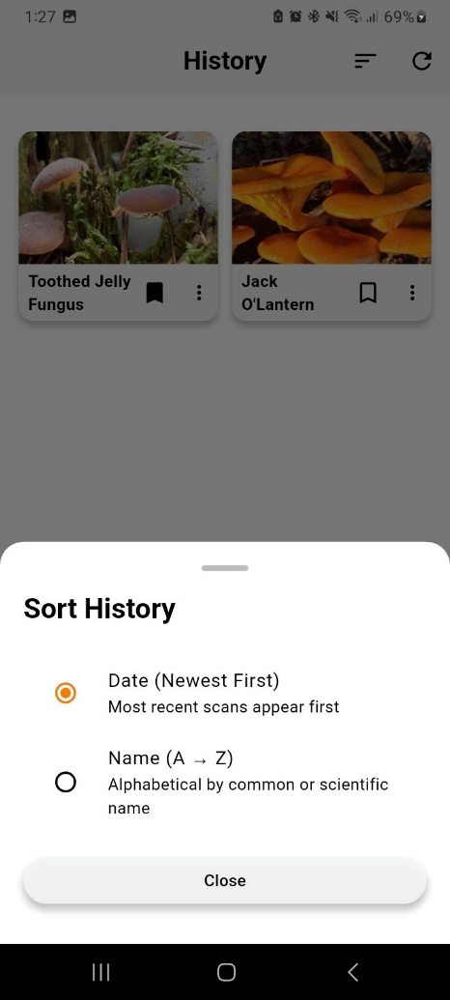 1:27
69%
History
Toothed Jelly
Fungus
Jack
O'Lantern
Sort History
Date (Newest First)
Most recent scans appear first
Name (A → Z)
Alphabetical by common or scientific
name
Close